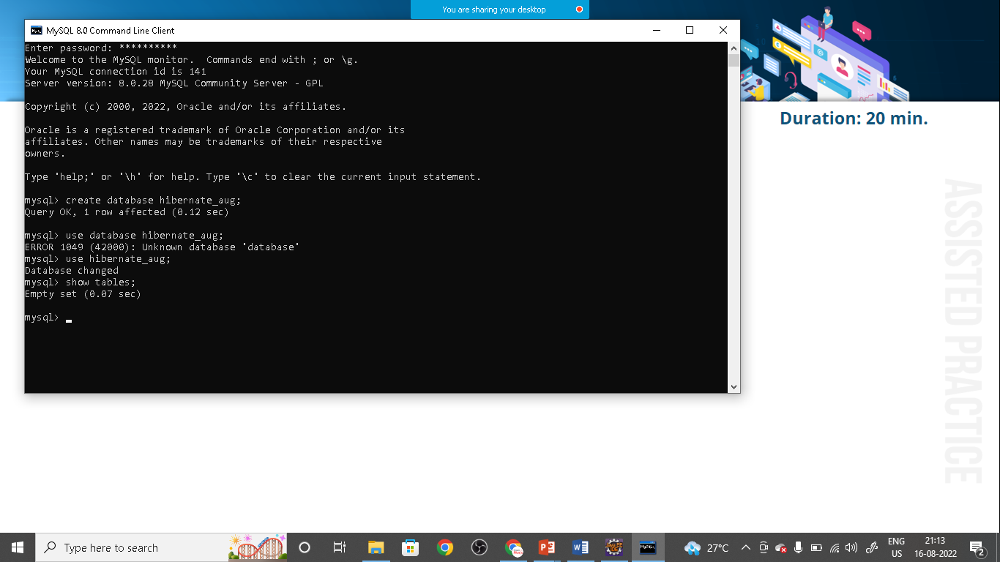 You are sharing your desktop
MySQL 8.0 Command Line Client
Enter password: **********
Welcome to the MySQL monitor.  Commands end with ; or \g.
Your MySQL connection id is 141
Server version: 8.0.28 MySQL Community Server - GPL
Copyright (c) 2000, 2022, Oracle and/or its affiliates.
Oracle is a registered trademark of Oracle Corporation and/or its
affiliates. Other names may be trademarks of their respective
owners.
Type 'help;' or '\h' for help. Type '\c' to clear the current input statement.
mysql> create database hibernate_aug;
Query OK, 1 row affected (0.12 sec)
mysql> use database hibernate_aug;
ERROR 1049 (42000): Unknown database 'database'
mysql> use hibernate_aug;
Database changed
mysql> show tables;
Empty set (0.07 sec)
mysql>
Duration: 20 min.
ASSISTED PRACTICE
Type here to search
27°C
ENG
US
21:13
16-08-2022
2